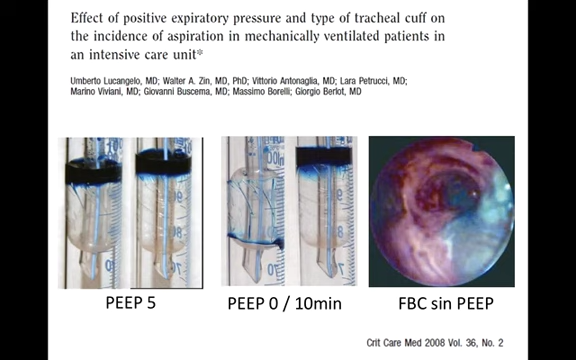 Effect of positive expiratory pressure and type of tracheal cuff on
the incidence of aspiration in mechanically ventilated patients in
an intensive care unit*
Umberto Lucangelo, MD; Walter A. Zin, MD, PhD; Vittorio Antonaglia, MD; Lara Petrucci, MD;
Marino Viviani, MD; Giovanni Buscema, MD; Massimo Borelli; Giorgio Berlot, MD
PEEP 5
PEEP 0 / 10min
FBC sin PEEP
Crit Care Med 2008 Vol. 36, No. 2